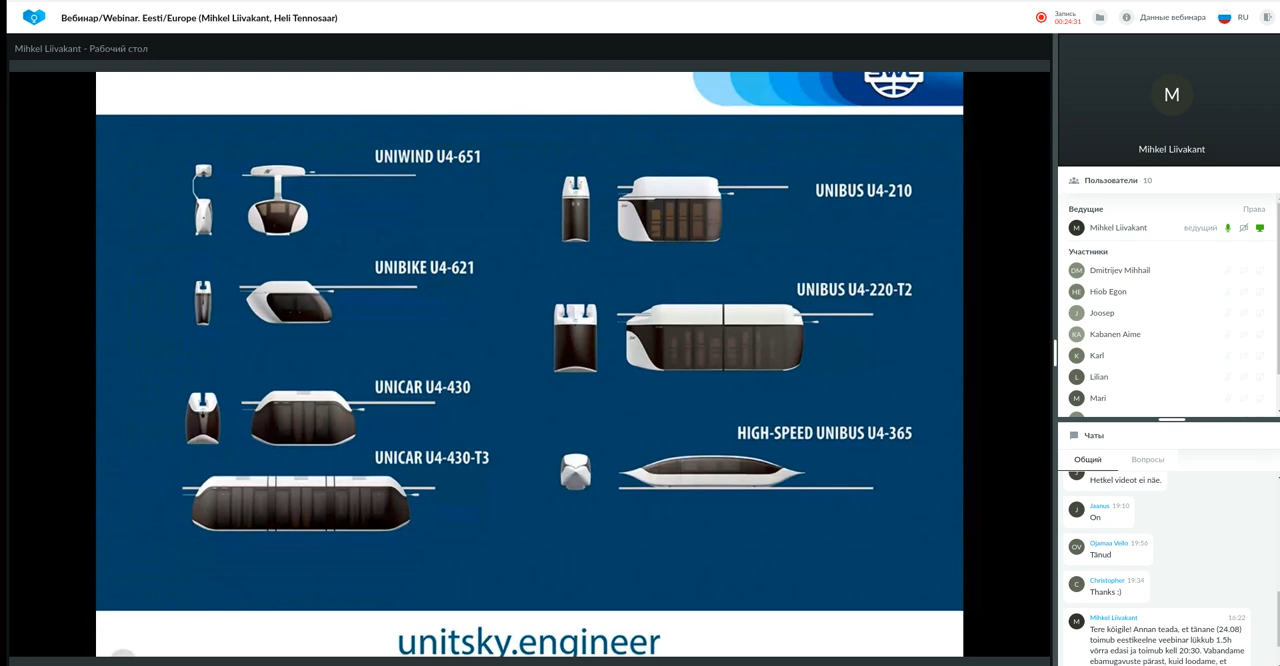 Вебинар/Webinar. Eesti/Europe (Mihkel Liivakant, Heli Tennosaar)
Запись
00:24:31
Данные вебинара
RU
Mihkel Liivakant - Рабочий стол
SWC
UNIWIND U4-651
UNIBUS U4-210
UNIBIKE U4-621
UNIBUS U4-220-T2
UNICAR U4-430
HIGH-SPEED UNIBUS U4-365
UNICAR U4-430-T3
unitsky.engineer
M
Mihkel Liivakant
Пользователи 10
Ведущие Права
M Mihkel Liivakant ведущий
Участники
DM Dmitrijev Mihhail
HE Hiob Egon
J Joosep
KA Kabanen Aime
K Karl
L Lilian
M Mari
Чаты
Общий Вопросы
J Hetkel videot ei näe.
J Jaanus 19:10
On
OV Ojamaa Vello 19:56
Tänud
C Christopher 19:34
Thanks :)
M Mihkel Liivakant 16:22
Tere kõigile! Annan teada, et tänane (24.08)
toimub eestikeelne veebinar lükkub 1.5h
võrra edasi ja toimub kell 20:30. Vabandame
ebamugavuste pärast, kuid loodame, et